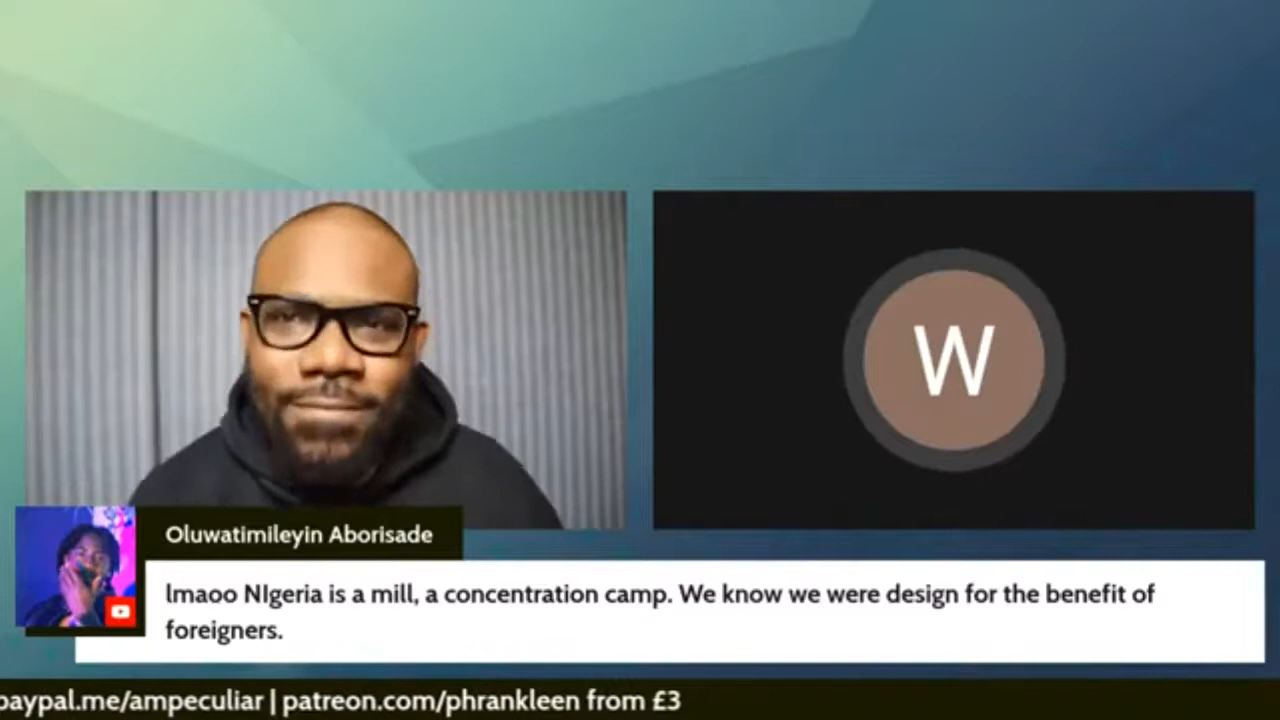 W
Oluwatimileyin Aborisade
lmaoo NIgeria is a mill, a concentration camp. We know we were design for the benefit of
foreigners.
paypal.me/ampeculiar | patreon.com/phrankleen from £3